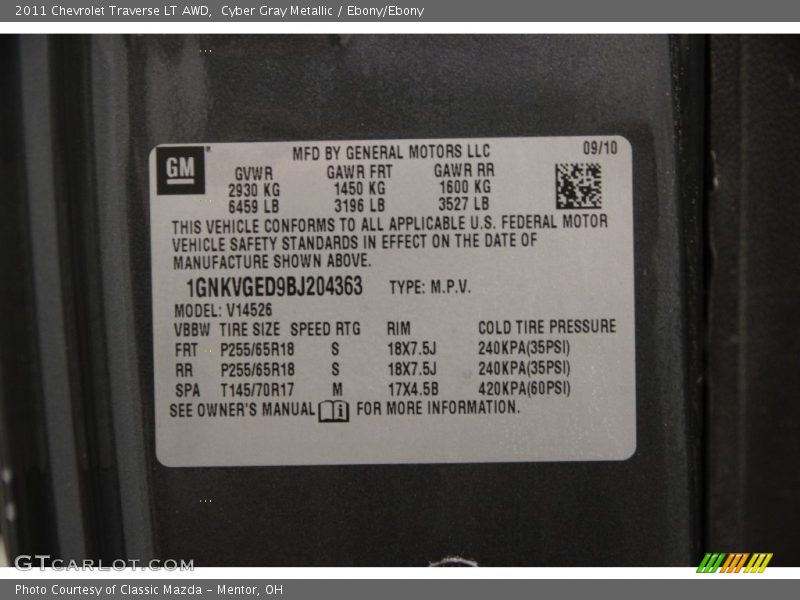 2011 Chevrolet Traverse LT AWD,  Cyber Gray Metallic / Ebony/Ebony
GM
MFD BY GENERAL MOTORS LLC 09/10
GVWR GAWR FRT GAWR RR
2930 KG 1450 KG 1600 KG
6459 LB 3196 LB 3527 LB
THIS VEHICLE CONFORMS TO ALL APPLICABLE U.S. FEDERAL MOTOR
VEHICLE SAFETY STANDARDS IN EFFECT ON THE DATE OF
MANUFACTURE SHOWN ABOVE.
1GNKVGED9BJ204363 TYPE: M.P.V.
MODEL: V14526
VBBW TIRE SIZE SPEED RTG RIM COLD TIRE PRESSURE
FRT P255/65R18 S 18X7.5J 240KPA(35PSI)
RR P255/65R18 S 18X7.5J 240KPA(35PSI)
SPA T145/70R17 M 17X4.5B 420KPA(60PSI)
SEE OWNER'S MANUAL FOR MORE INFORMATION.
GTCARLOT.COM
Photo Courtesy of Classic Mazda - Mentor, OH